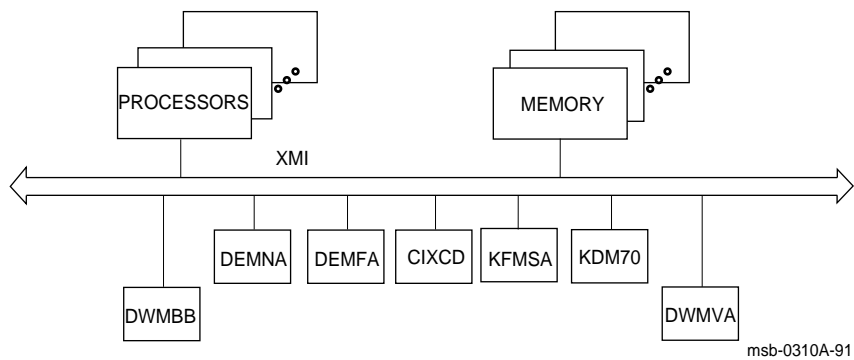 PROCESSORS
MEMORY
XMI
DEMNA
DEMFA
CIXCD
KFMSA
KDM70
DWMBB
DWMVA
msb-0310A-91